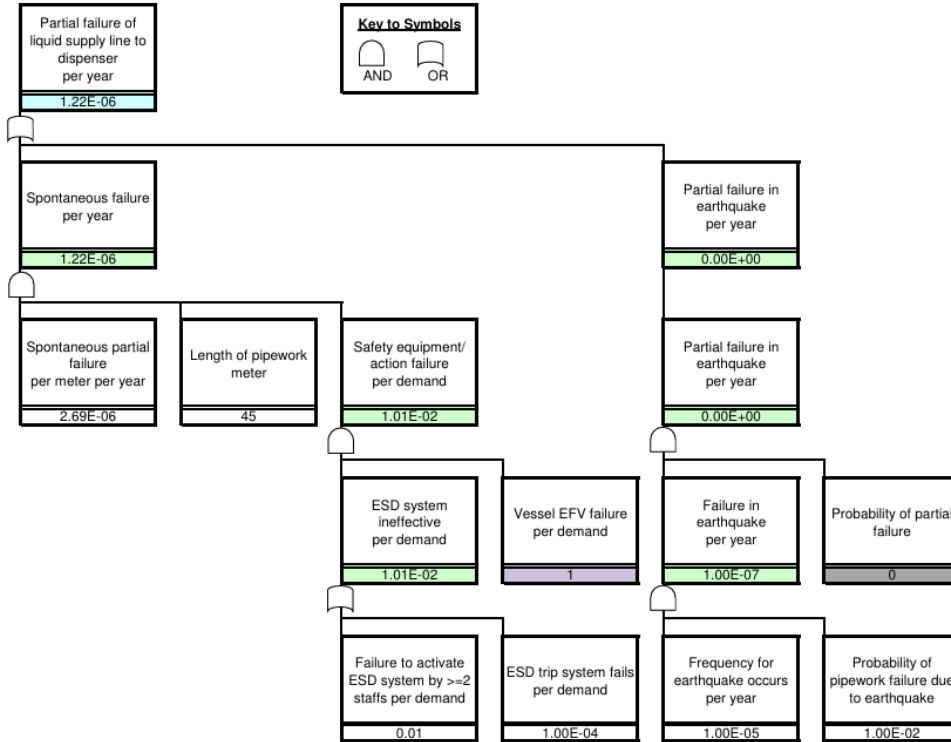 Partial failure of
liquid supply line to
dispenser
per year
1.22E-06
Key to Symbols
AND OR
Spontaneous failure
per year
1.22E-06
Partial failure in
earthquake
per year
0.00E+00
Spontaneous partial
failure
per meter per year
2.69E-06
Length of pipework
meter
45
Safety equipment/
action failure
per demand
1.01E-02
Partial failure in
earthquake
per year
0.00E+00
ESD system
ineffective
per demand
1.01E-02
Vessel EFV failure
per demand
1
Failure in
earthquake
per year
1.00E-07
Probability of partial
failure
0
Failure to activate
ESD system by >=2
staffs per demand
0.01
ESD trip system fails
per demand
1.00E-04
Frequency for
earthquake occurs
per year
1.00E-05
Probability of
pipework failure due
to earthquake
1.00E-02